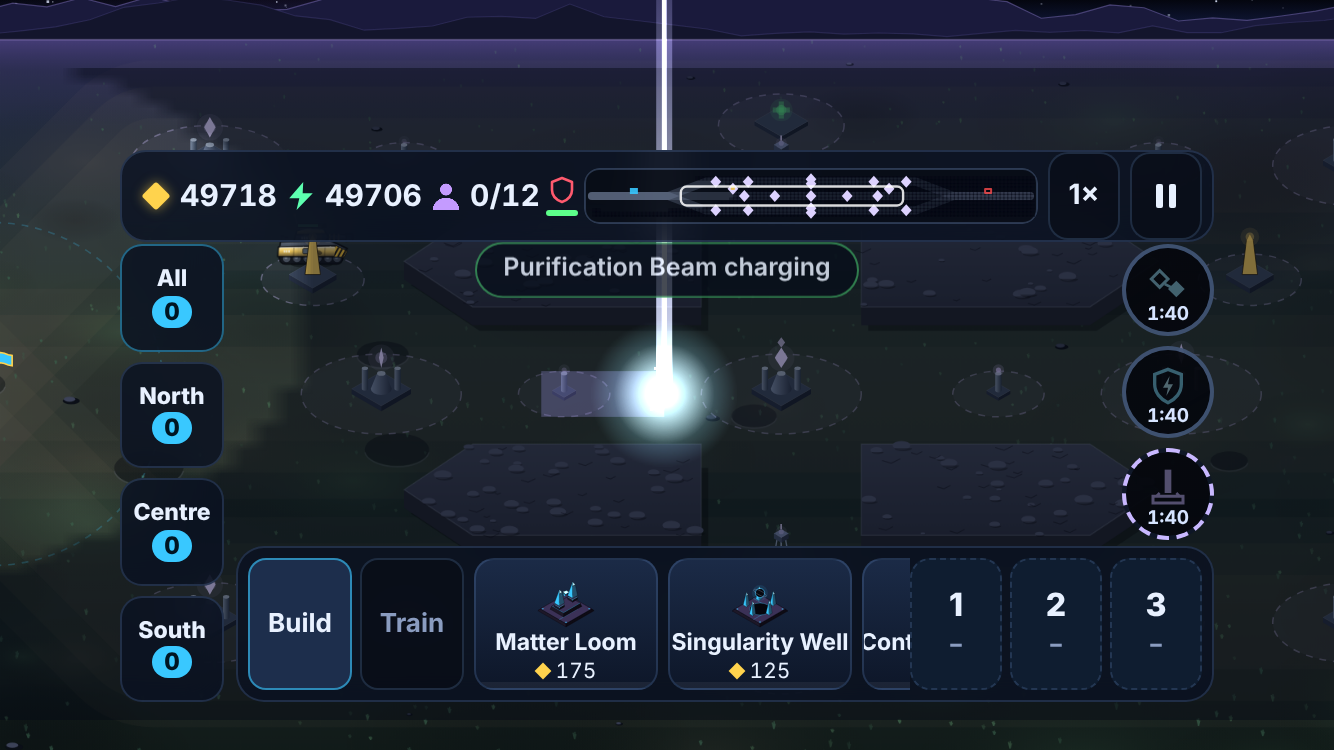 49718 49706 0/12 1×
Purification Beam charging
All
0
North
0
Centre
0
South
0
1:40
1:40
1:40
Build
Train
Matter Loom
175
Singularity Well
125
Cont
1
–
2
–
3
–